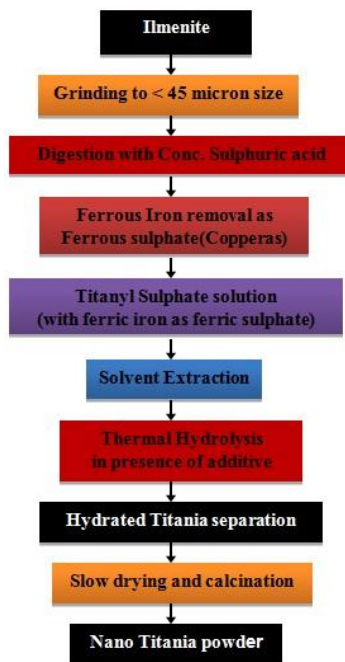 Ilmenite
Grinding to < 45 micron size
Digestion with Conc. Sulphuric acid
Ferrous Iron removal as
Ferrous sulphate(Copperas)
Titanyl Sulphate solution
(with ferric iron as ferric sulphate)
Solvent Extraction
Thermal Hydrolysis
in presence of additive
Hydrated Titania separation
Slow drying and calcination
Nano Titania powder